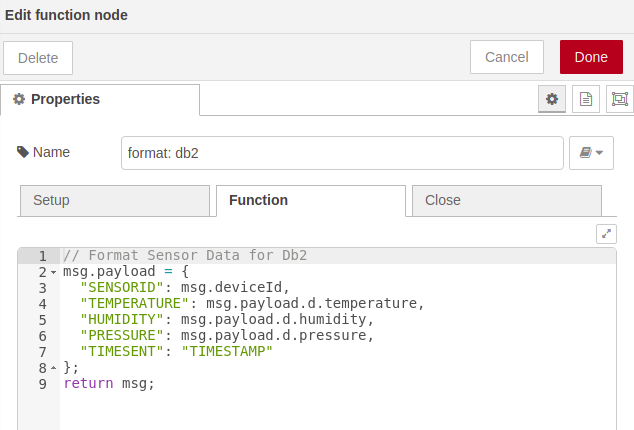 Edit function node
Delete
Cancel
Done
Properties
Name
format: db2
Setup
Function
Close
1 // Format Sensor Data for Db2
2 msg.payload = {
3 "SENSORID": msg.deviceId,
4 "TEMPERATURE": msg.payload.d.temperature,
5 "HUMIDITY": msg.payload.d.humidity,
6 "PRESSURE": msg.payload.d.pressure,
7 "TIMESENT": "TIMESTAMP"
8 };
9 return msg;